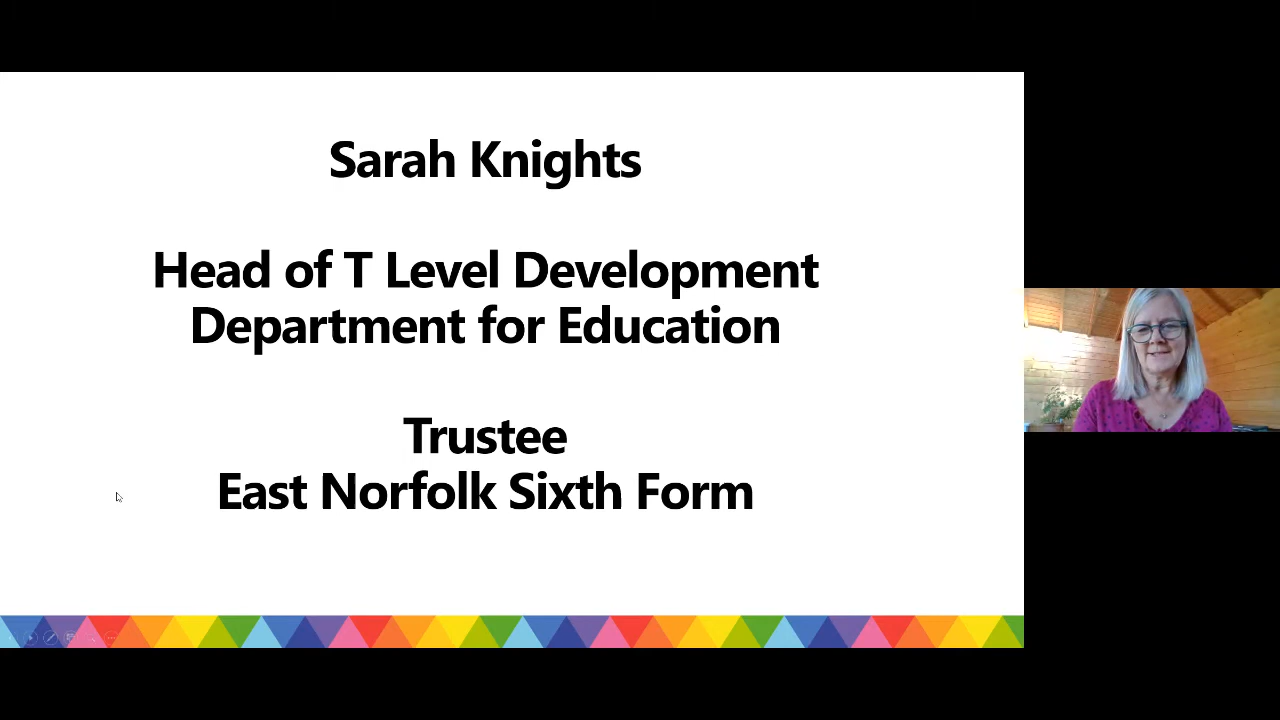 Sarah Knights
Head of T Level Development
Department for Education
Trustee
East Norfolk Sixth Form